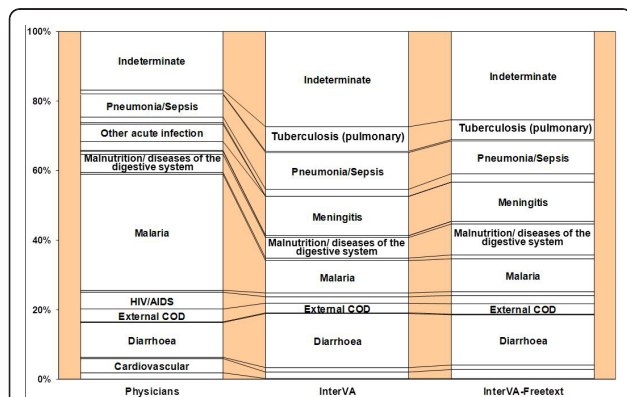 100%
80%
60%
40%
20%
0%
Indeterminate
Pneumonia/Sepsis
Other acute infection
Malnutrition/ diseases of the
digestive system
Malaria
HIV/AIDS
External COD
Diarrhoea
Cardiovascular
Physicians
Indeterminate
Tuberculosis (pulmonary)
Pneumonia/Sepsis
Meningitis
Malnutrition/ diseases of the
digestive system
Malaria
External COD
Diarrhoea
InterVA
Indeterminate
Tuberculosis (pulmonary)
Pneumonia/Sepsis
Meningitis
Malnutrition/ diseases of the
digestive system
Malaria
External COD
Diarrhoea
InterVA-Freetext